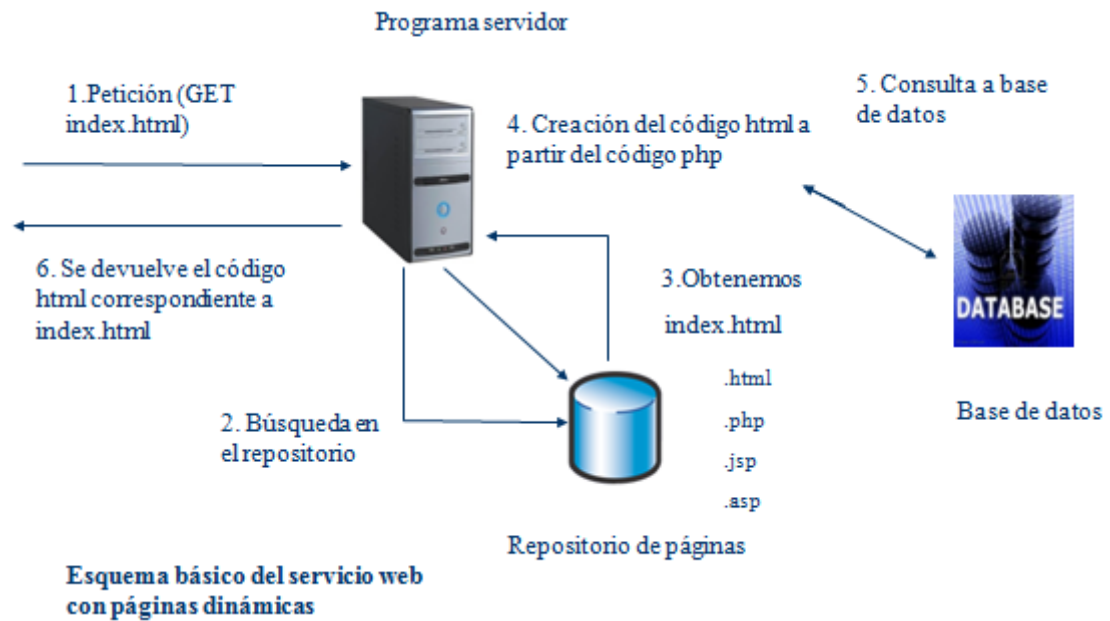 Programa servidor
1.Petición (GET
index.html)
5. Consulta a base
de datos
4. Creación del código html a
partir del código php
6. Se devuelve el código
html correspondiente a
index.html
3.Obtenemos
index.html
DATABASE
.html
.php
.jsp
.asp
2. Búsqueda en
el repositorio
Base de datos
Repositorio de páginas
Esquema básico del servicio web
con páginas dinámicas